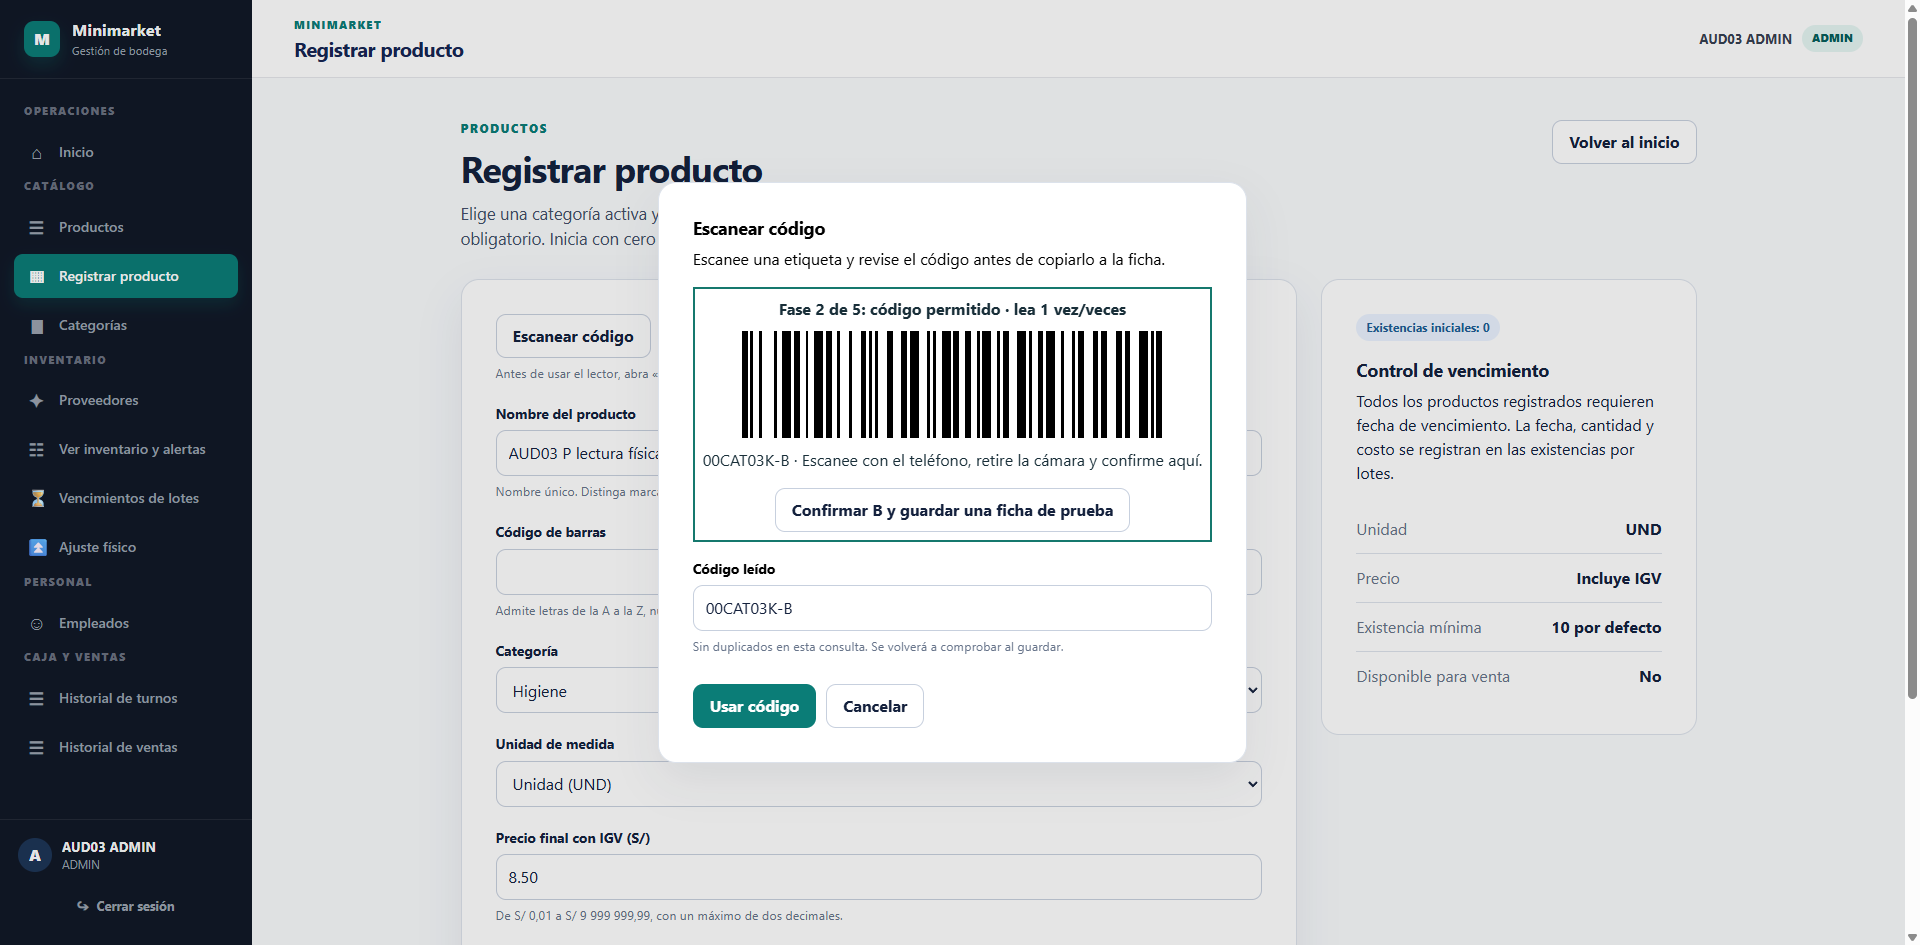 M
Minimarket
Gestión de bodega
OPERACIONES
Inicio
CATÁLOGO
Productos
Registrar producto
Categorías
INVENTARIO
Proveedores
Ver inventario y alertas
Vencimientos de lotes
Ajuste físico
PERSONAL
Empleados
CAJA Y VENTAS
Historial de turnos
Historial de ventas
A
AUD03 ADMIN
ADMIN
Cerrar sesión
MINIMARKET
Registrar producto
AUD03 ADMIN
ADMIN
PRODUCTOS
Registrar producto
Elige una categoría activa y
obligatorio. Inicia con cero
Volver al inicio
Escanear código
Antes de usar el lector, abra «
Nombre del producto
AUD03 P lectura física
Nombre único. Distinga marca
Código de barras
Admite letras de la A a la Z,
Categoría
Higiene
Unidad de medida
Unidad (UND)
Precio final con IGV (S/)
8.50
De S/ 0,01 a S/ 9 999 999,99, con un máximo de dos decimales.
Escanear código
Escanee una etiqueta y revise el código antes de copiarlo a la ficha.
Fase 2 de 5: código permitido · lea 1 vez/veces
00CAT03K-B · Escanee con el teléfono, retire la cámara y confirme aquí.
Confirmar B y guardar una ficha de prueba
Código leído
00CAT03K-B
Sin duplicados en esta consulta. Se volverá a comprobar al guardar.
Usar código
Cancelar
Existencias iniciales: 0
Control de vencimiento
Todos los productos registrados requieren
fecha de vencimiento. La fecha, cantidad y
costo se registran en las existencias por
lotes.
Unidad UND
Precio Incluye IGV
Existencia mínima 10 por defecto
Disponible para venta No